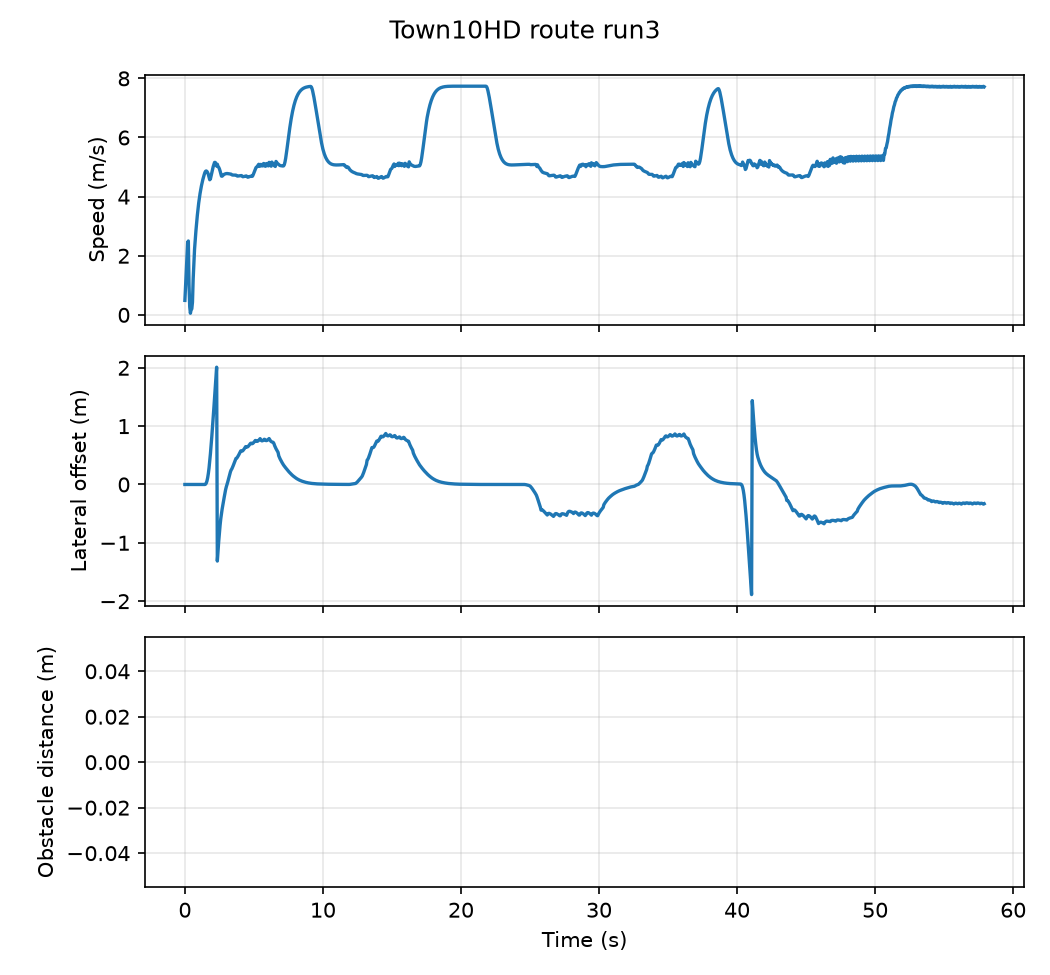 Town10HD route run3
8
6
4
2
0
Speed (m/s)
2
1
0
−1
−2
Lateral offset (m)
0.04
0.02
0.00
−0.02
−0.04
Obstacle distance (m)
0 10 20 30 40 50 60
Time (s)